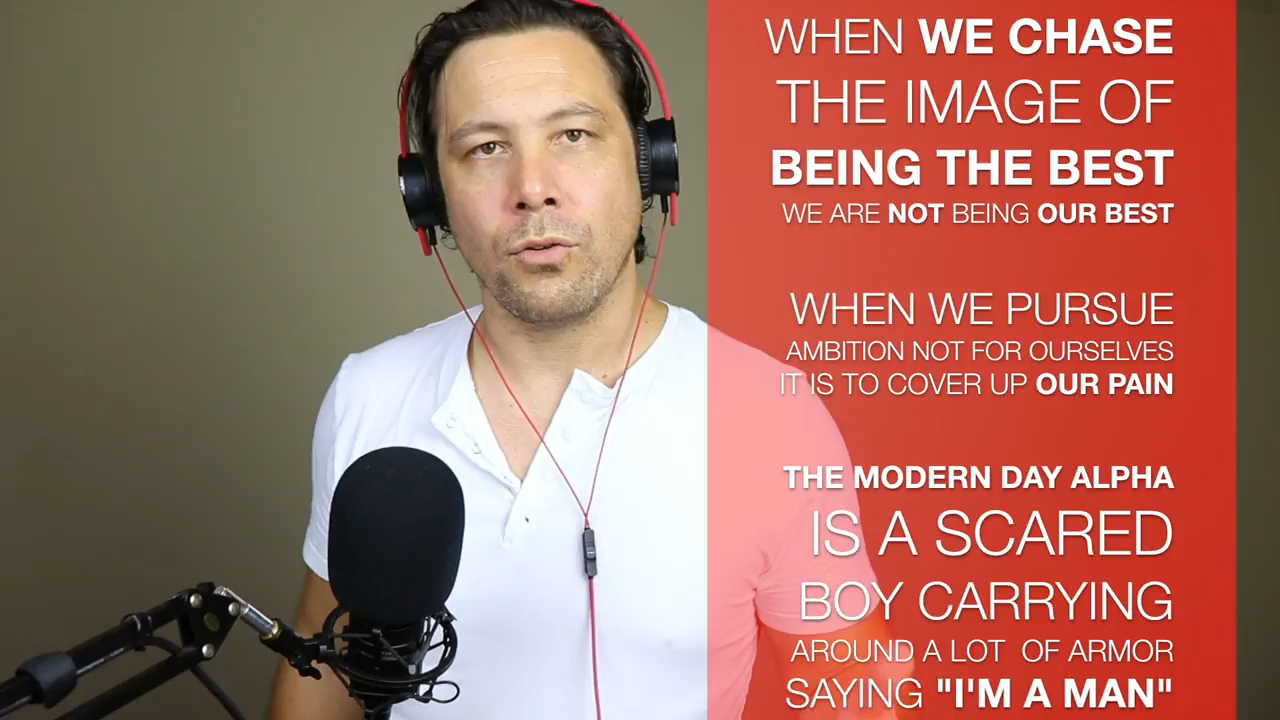 WHEN WE CHASE
THE IMAGE OF
BEING THE BEST
WE ARE NOT BEING OUR BEST
WHEN WE PURSUE
AMBITION NOT FOR OURSELVES
IT IS TO COVER UP OUR PAIN
THE MODERN DAY ALPHA
IS A SCARED
BOY CARRYING
AROUND A LOT OF ARMOR
SAYING "I'M A MAN"